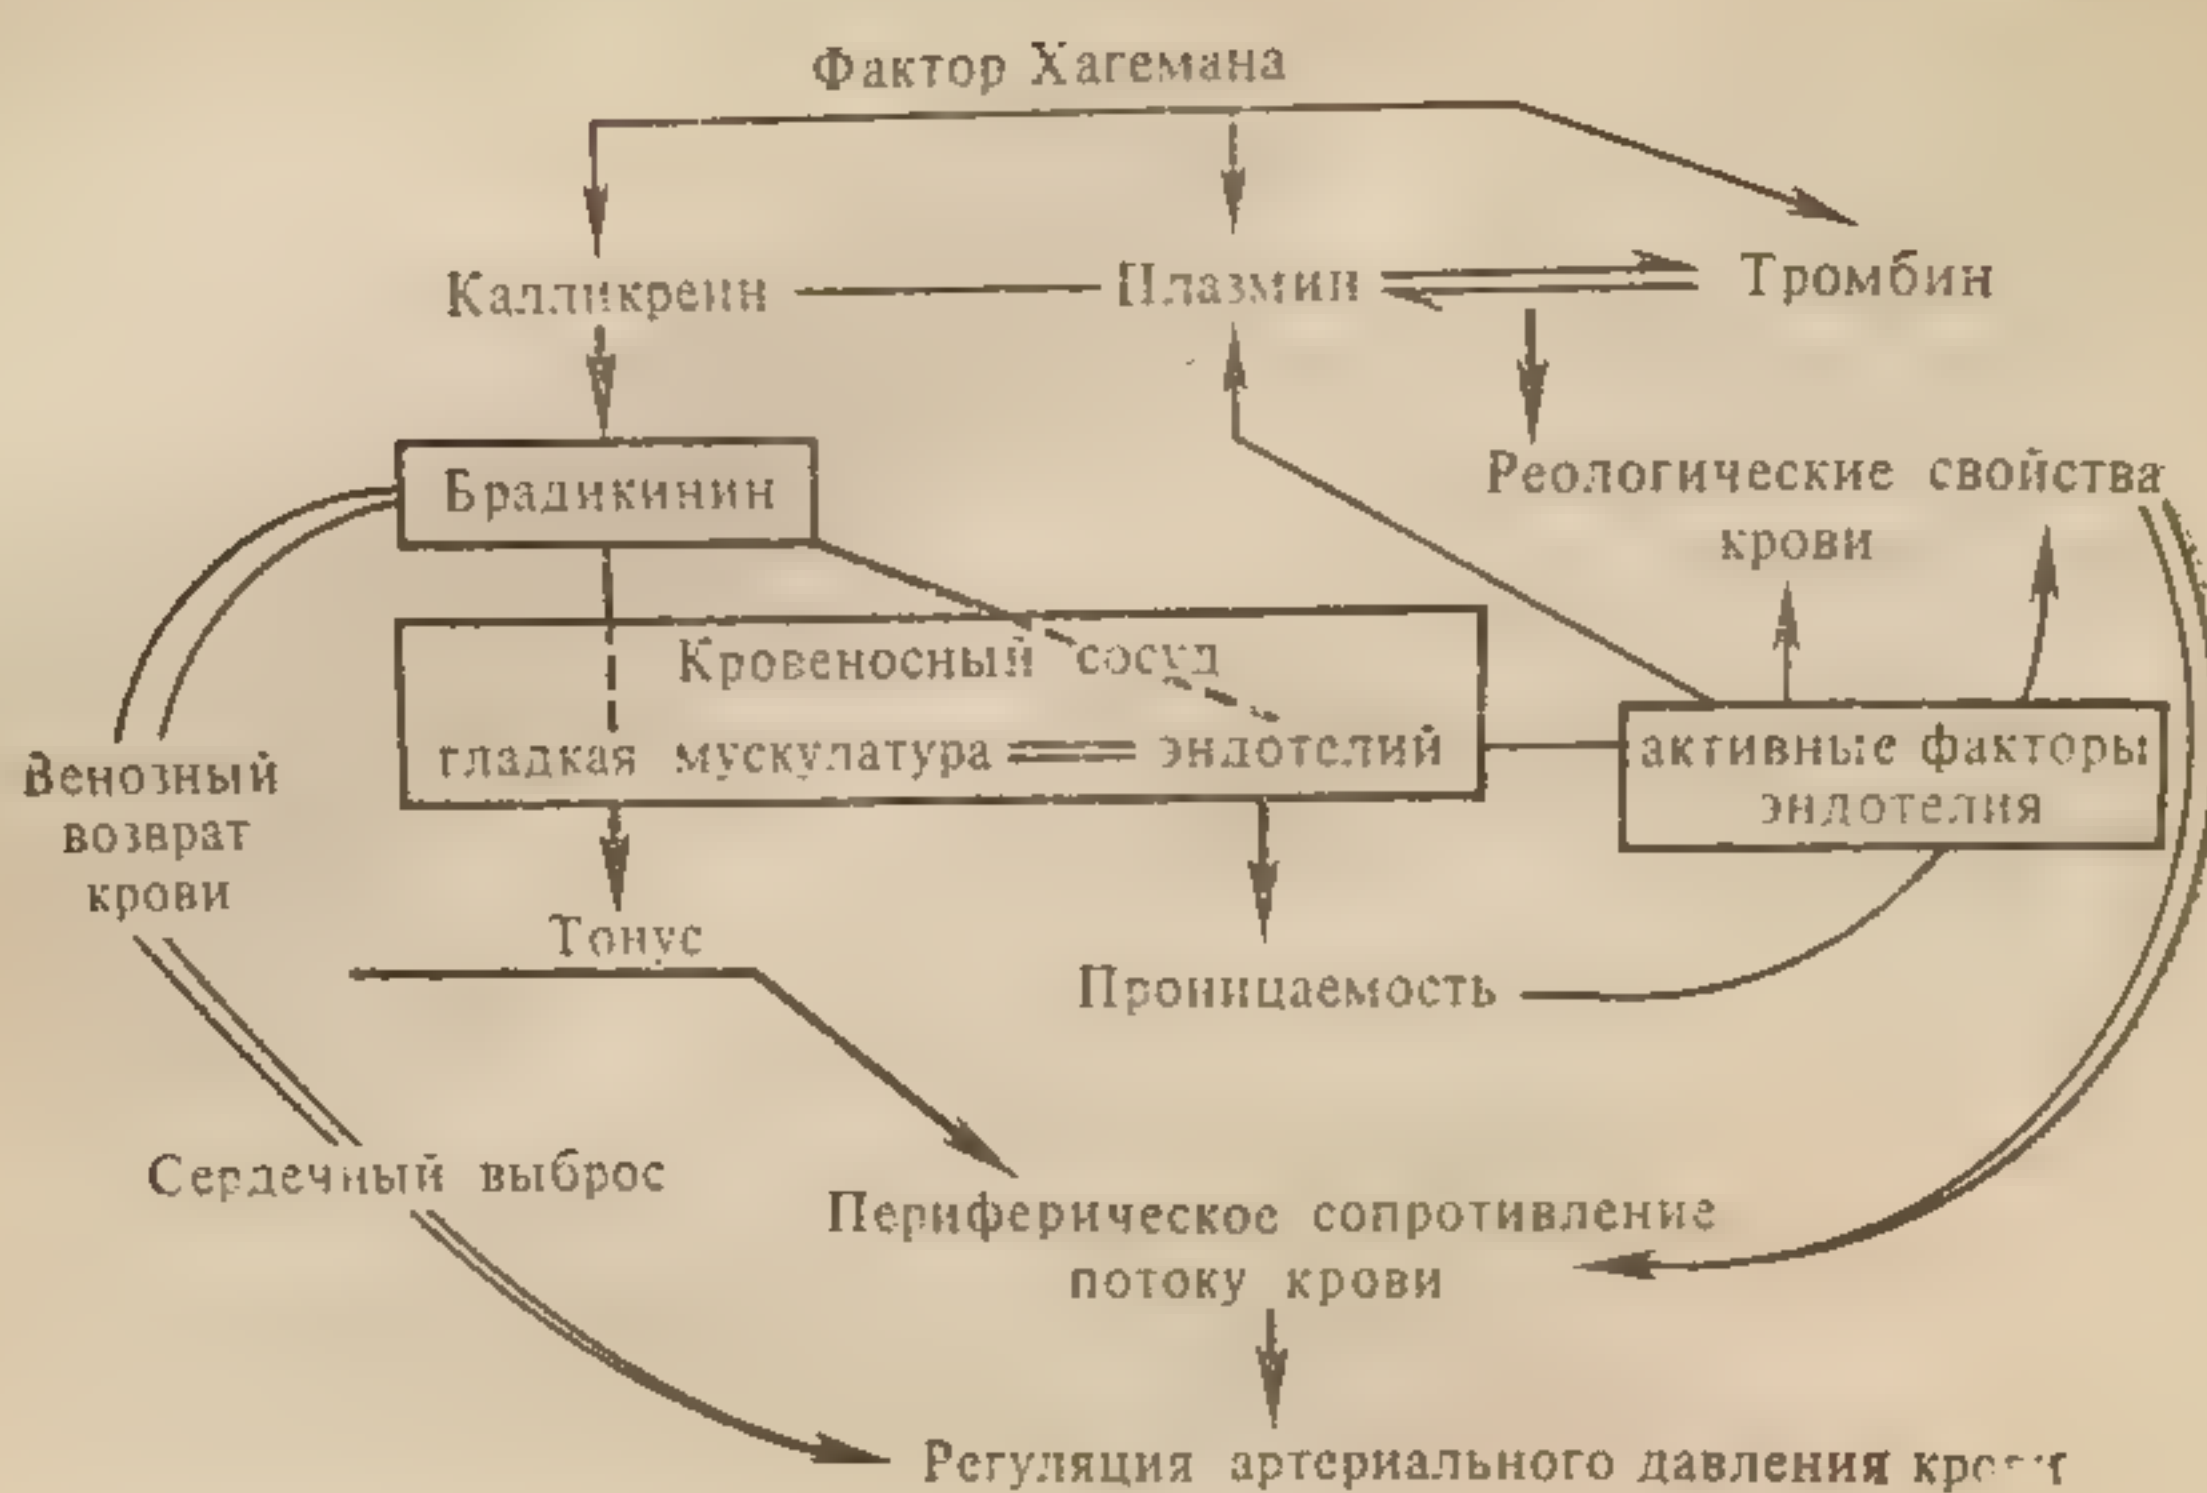 Фактор Хагемана
Калликреин
Плазмин
Тромбин
Брадикинин
Реологические свойства
крови
Кровеносный сосуд
гладкая мускулатура
эндотелий
активные факторы
эндотелия
Венозный
возврат
крови
Тонус
Проницаемость
Сердечный выброс
Периферическое сопротивление
потоку крови
Регуляция артериального давления крови